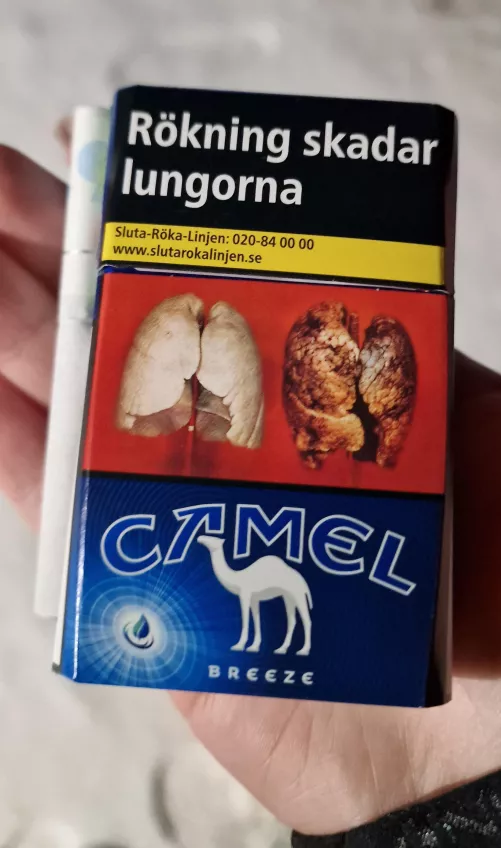 Rökning skadar
lungorna
Sluta-Röka-Linjen: 020-84 00 00
www.slutarokalinjen.se
CAMEL
BREEZE